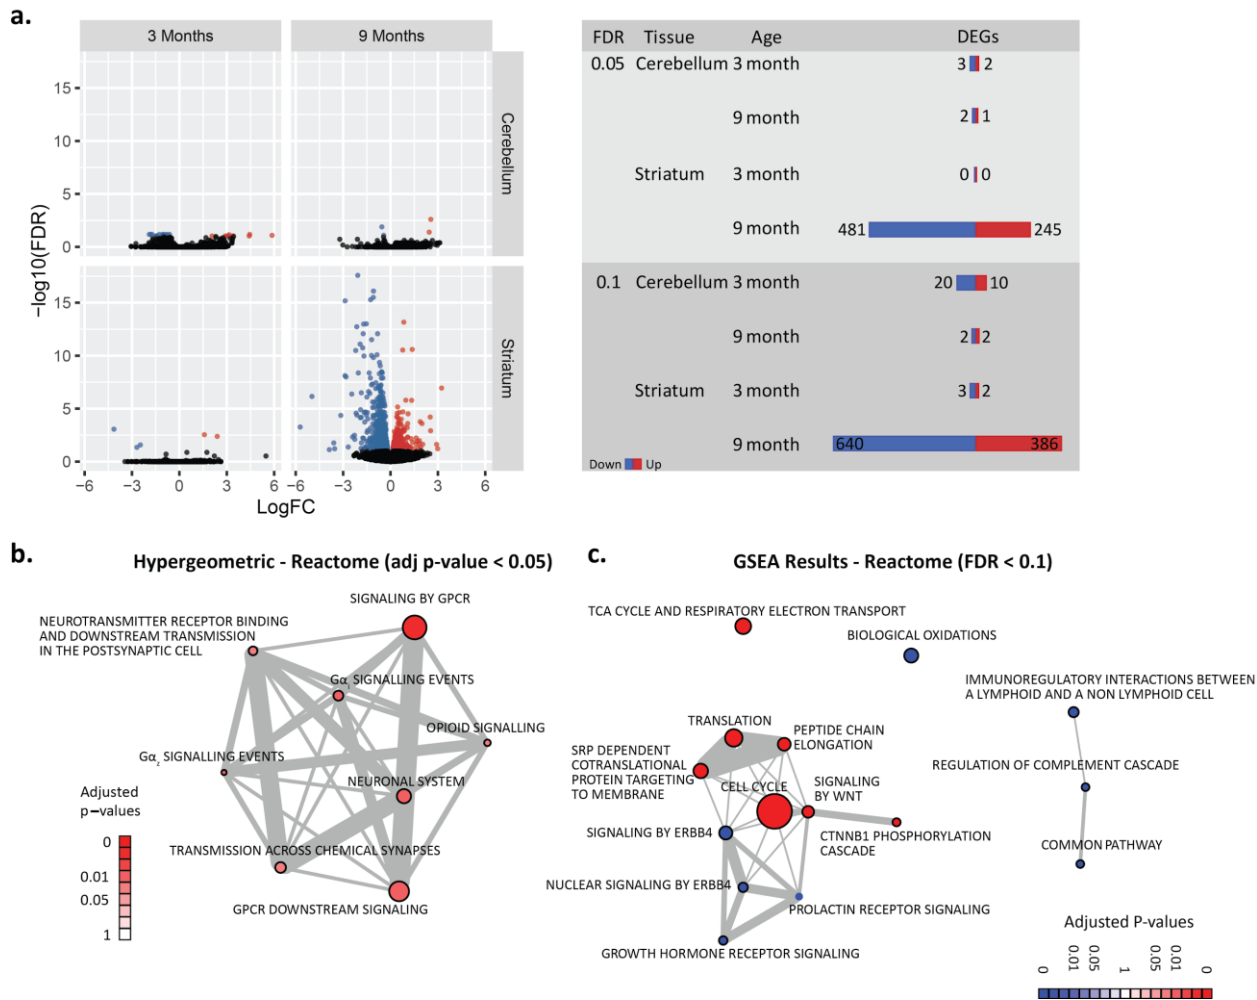 a.
3 Months
9 Months
15
10
5
0
Cerebellum
15
10
5
0
Striatum
−log10(FDR)
−6 −3 0 3 6 −6 −3 0 3 6
LogFC
FDR Tissue Age DEGs
0.05 Cerebellum 3 month 3 2
9 month 2 1
Striatum 3 month 0 0
9 month 481 245
0.1 Cerebellum 3 month 20 10
9 month 2 2
Striatum 3 month 3 2
9 month 640 386
Down Up
b.
Hypergeometric - Reactome (adj p-value < 0.05)
SIGNALING BY GPCR
NEUROTRANSMITTER RECEPTOR BINDING
AND DOWNSTREAM TRANSMISSION
IN THE POSTSYNAPTIC CELL
SIGNALLING EVENTS
OPIOID SIGNALLING
Gαz SIGNALLING EVENTS
NEURONAL SYSTEM
TRANSMISSION ACROSS CHEMICAL SYNAPSES
GPCR DOWNSTREAM SIGNALING
Adjusted
p−values
0
0.01
0.05
1
c.
GSEA Results - Reactome (FDR < 0.1)
TCA CYCLE AND RESPIRATORY ELECTRON TRANSPORT
BIOLOGICAL OXIDATIONS
IMMUNOREGULATORY INTERACTIONS BETWEEN
A LYMPHOID AND A NON LYMPHOID CELL
TRANSLATION
PEPTIDE CHAIN
ELONGATION
SRP DEPENDENT
COTRANSLATIONAL
PROTEIN TARGETING
TO MEMBRANE
REGULATION OF COMPLEMENT CASCADE
CELL CYCLE
SIGNALING
BY WNT
SIGNALING BY ERBB4
CTNNB1 PHOSPHORYLATION
CASCADE
COMMON PATHWAY
NUCLEAR SIGNALING BY ERBB4
PROLACTIN RECEPTOR SIGNALING
GROWTH HORMONE RECEPTOR SIGNALING
Adjusted P-values
0 0.01 0.05 1 0.05 0.01 0